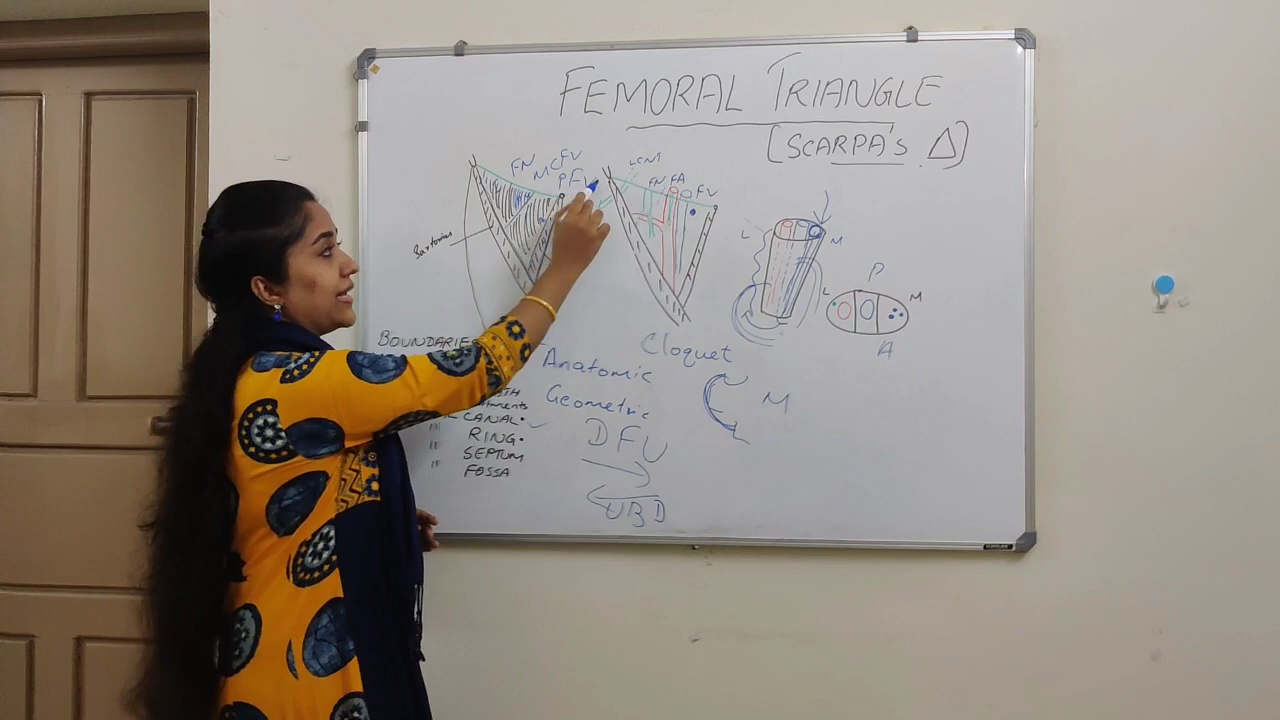 FEMORAL TRIANGLE
[SCARPA'S Δ]
FN MCFV
PFV
LCN
FN FA
FV
Sartorius
L
M
P
L
M
A
BOUNDARIES
Cloquet
Anatomic
M
Geometric
CANAL.
RING.
SEPTUM
FOSSA
DFU
UBD